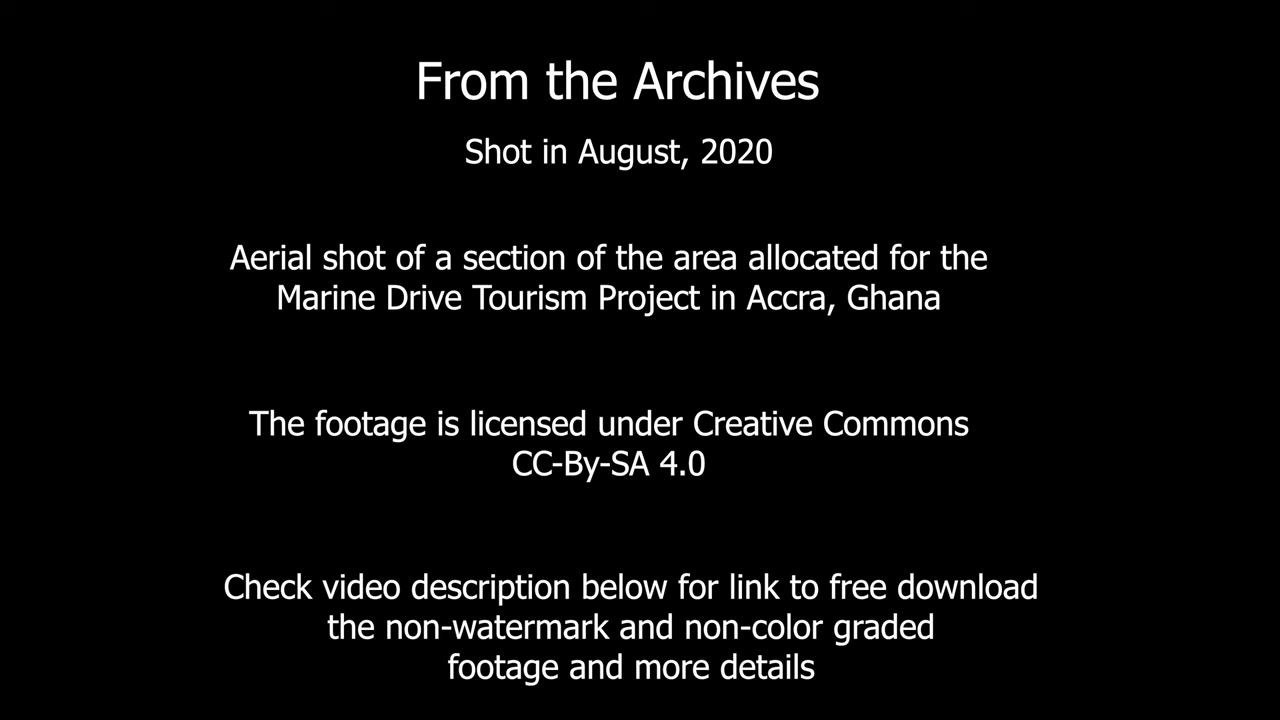 From the Archives
Shot in August, 2020
Aerial shot of a section of the area allocated for the
Marine Drive Tourism Project in Accra, Ghana
The footage is licensed under Creative Commons
CC-By-SA 4.0
Check video description below for link to free download
the non-watermark and non-color graded
footage and more details